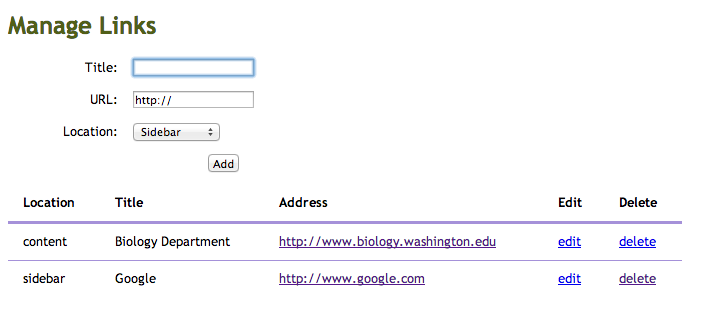 Manage Links
Title:
URL: http://
Location: Sidebar
Add
Location Title Address Edit Delete
content Biology Department http://www.biology.washington.edu edit delete
sidebar Google http://www.google.com edit delete